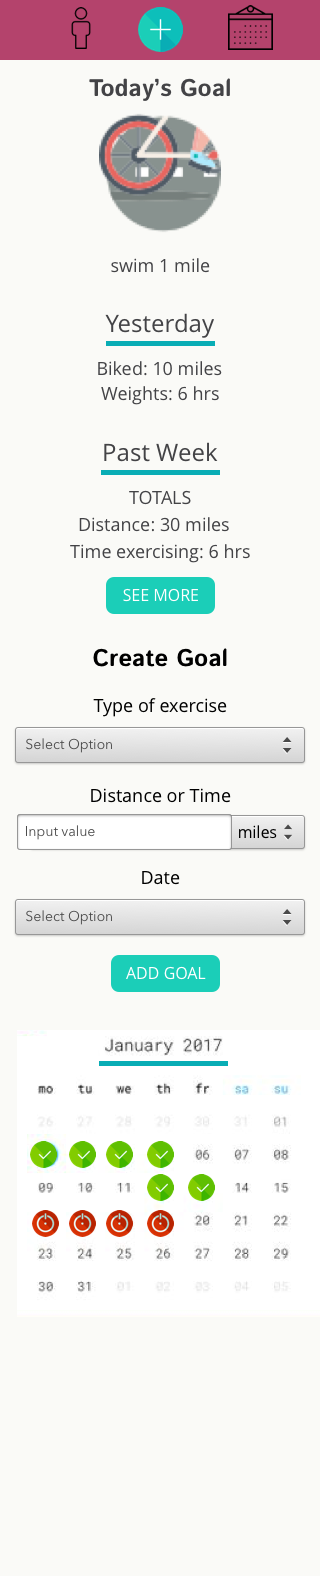 Today's Goal
swim 1 mile
Yesterday
Biked: 10 miles
Weights: 6 hrs
Past Week
TOTALS
Distance: 30 miles
Time exercising: 6 hrs
SEE MORE
Create Goal
Type of exercise
Select Option
Distance or Time
Input value miles
Date
Select Option
ADD GOAL
January 2017
mo tu we th fr sa su
26 27 28 29 30 31 01
06 07 08
09 10 11 14 15
20 21 22
23 24 25 26 27 28 29
30 31 01 02 03 04 05